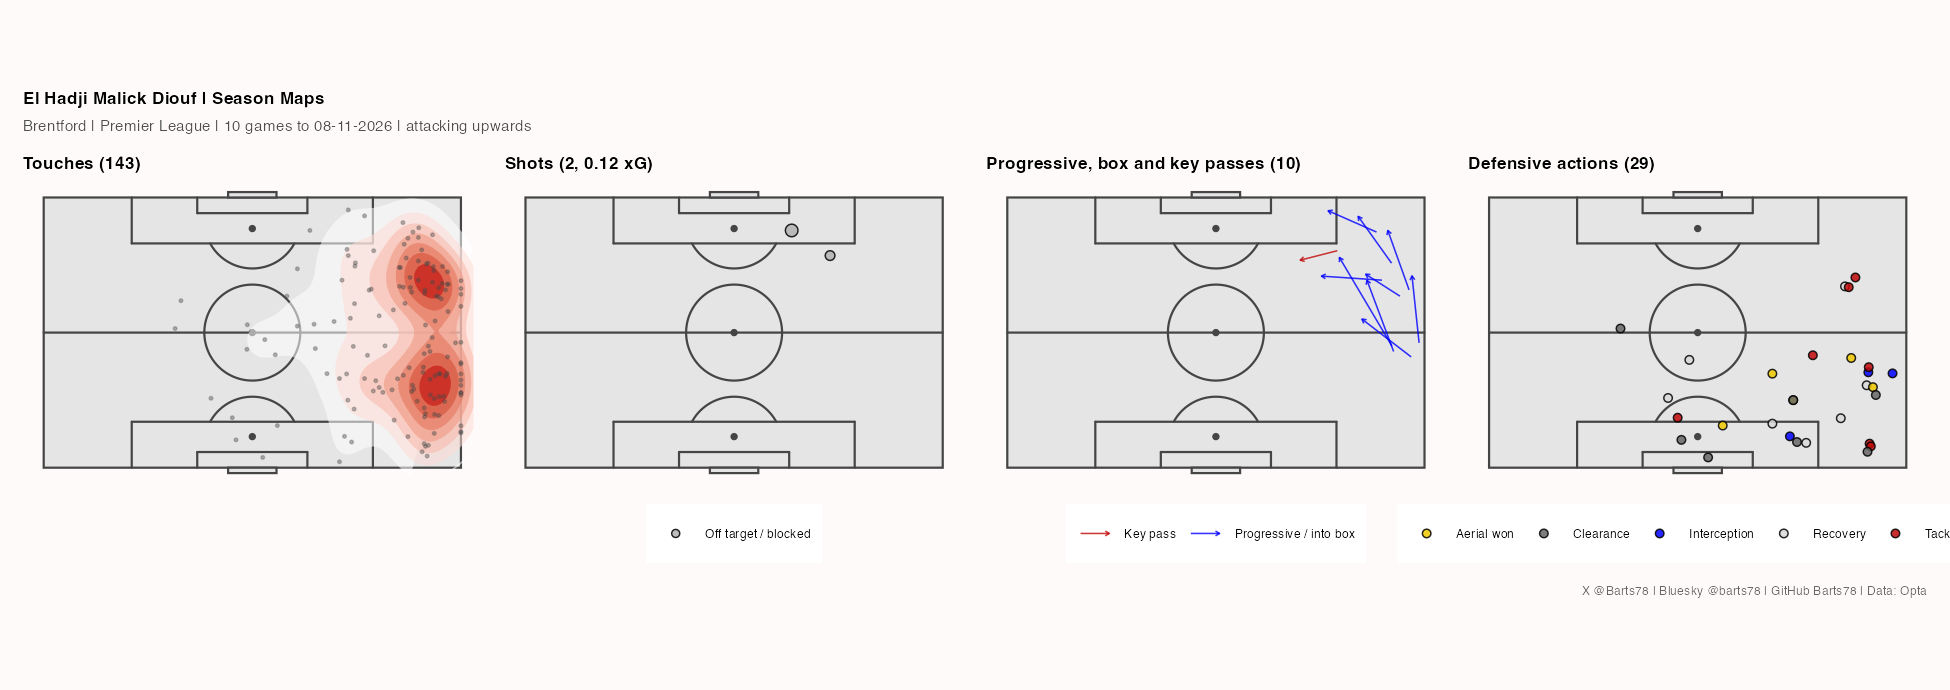 El Hadji Malick Diouf | Season Maps
Brentford | Premier League | 10 games to 08-11-2026 | attacking upwards
Touches (143)
Shots (2, 0.12 xG)
Progressive, box and key passes (10)
Defensive actions (29)
Off target / blocked
Key pass
Progressive / into box
Aerial won
Clearance
Interception
Recovery
Tack
X @Barts78 | Bluesky @barts78 | GitHub Barts78 | Data: Opta